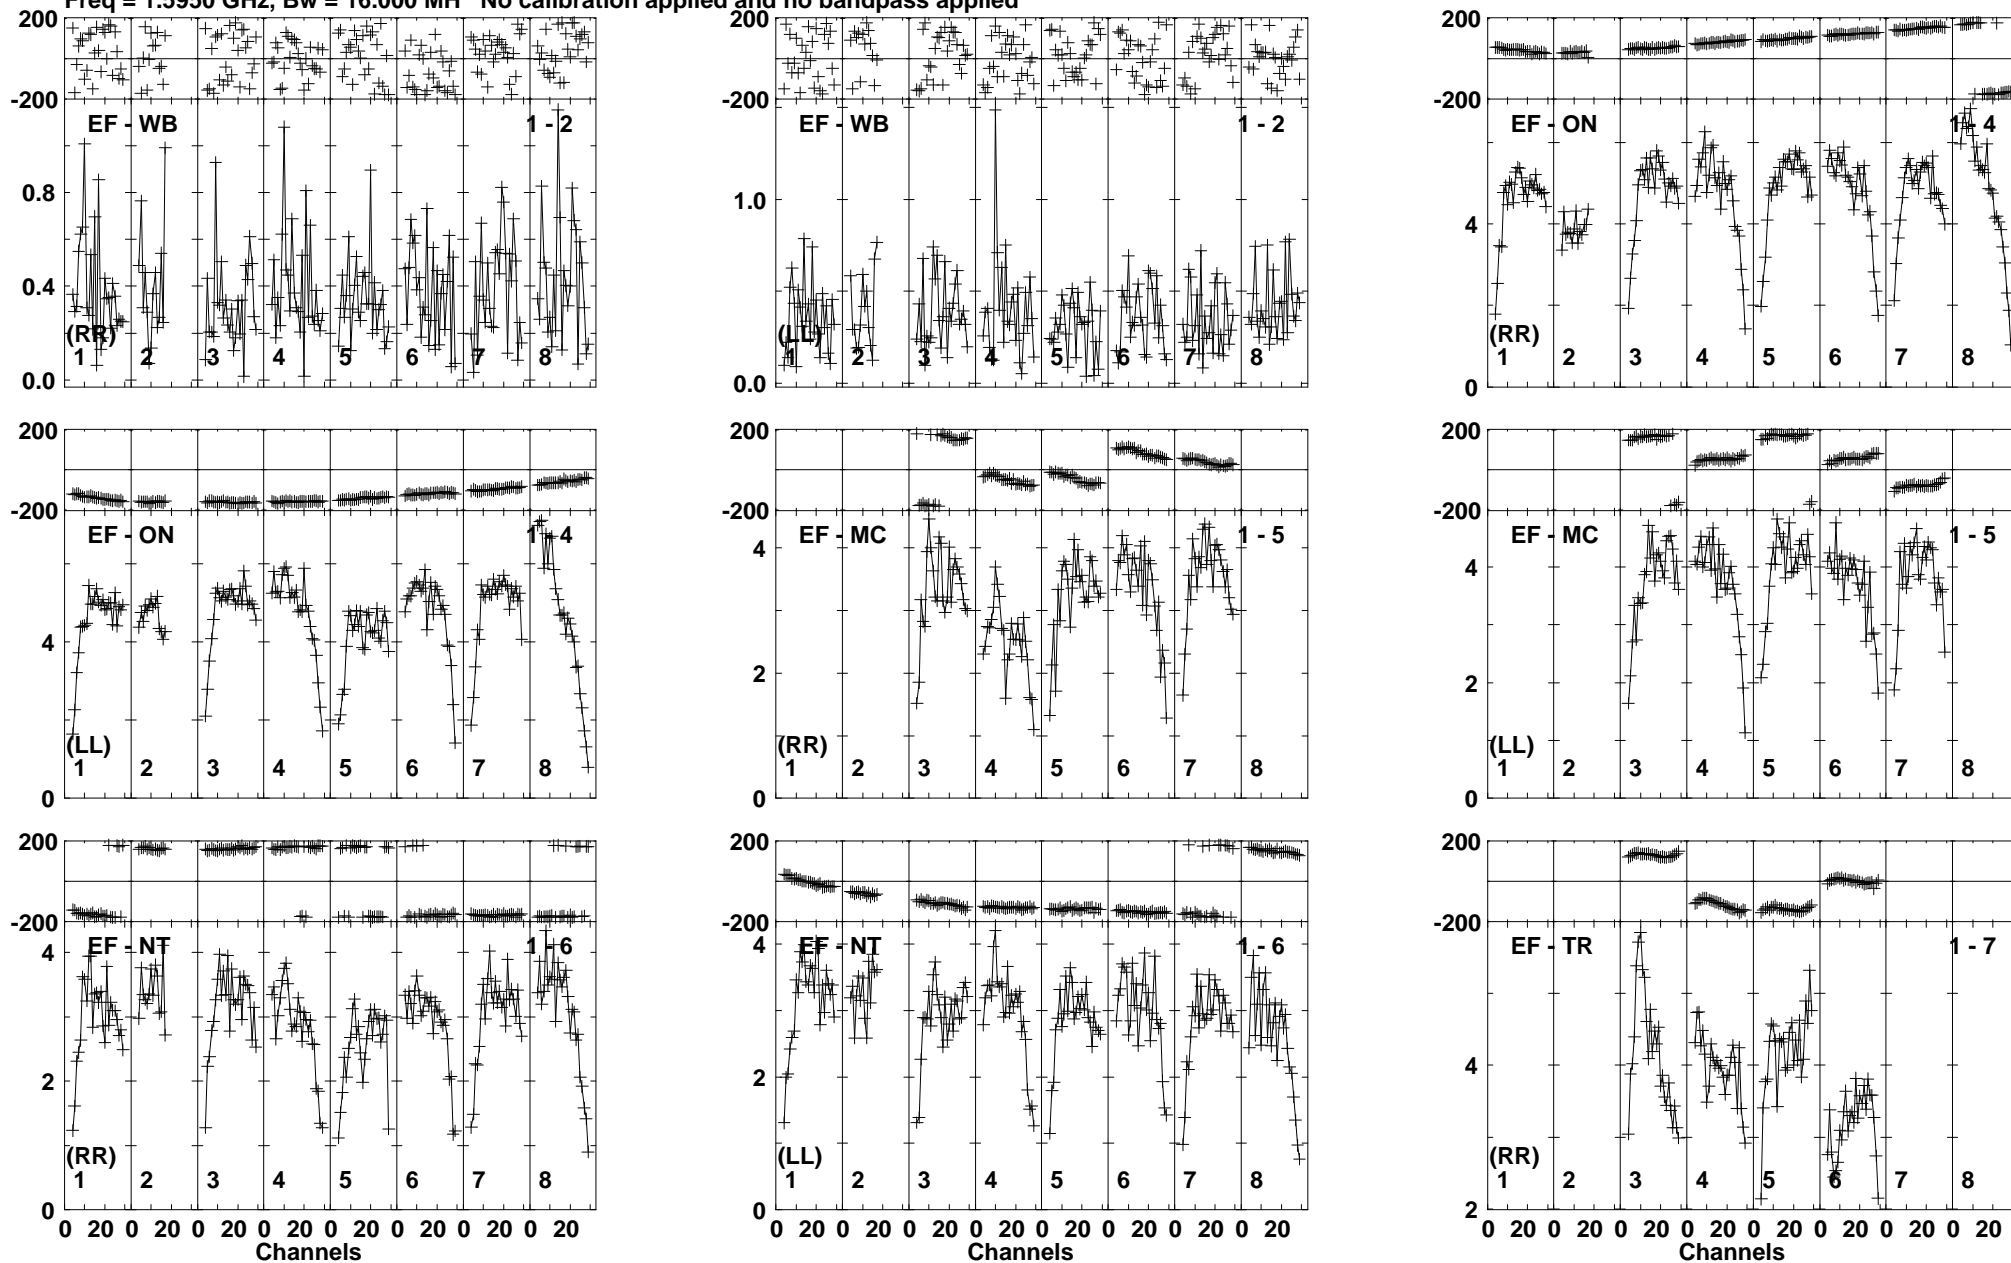 Freq = 1.5950 GHz, Bw = 16.000 MH No calibration applied and no bandpass applied
200 200 200
-200 -200 -200
EF - WB 1 - 2 EF - WB 1 - 2 EF - ON 1 - 4
0.8 1.0 4
0.4
(RR) (LL) (RR)
1 2 3 4 5 6 7 8 1 2 3 4 5 6 7 8 1 2 3 4 5 6 7 8
0.0 0.0 0
200 200 200
-200 -200 -200
EF - ON 1 - 4 EF - MC 1 - 5 EF - MC 1 - 5
4 4 4
2 2
(LL) (RR) (LL)
1 2 3 4 5 6 7 8 1 2 3 4 5 6 7 8 1 2 3 4 5 6 7 8
0 0 0
200 200 200
-200 -200 -200
EF - NT 1 - 6 EF - NT 1 - 6 EF - TR 1 - 7
4 4 4
2 2
(RR) (LL) (RR)
1 2 3 4 5 6 7 8 1 2 3 4 5 6 7 8 1 2 3 4 5 6 7 8
0 0 2
0 20 0 20 0 20 0 20 0 20 0 20 0 20 0 20 0 20 0 20 0 20 0 20 0 20 0 20 0 20 0 20 0 20 0 20 0 20 0 20 0 20 0 20 0 20 0 20
Channels Channels Channels